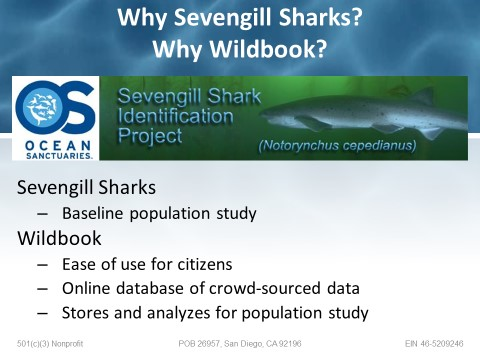 Why Sevengill Sharks?
Why Wildbook?
OS
OCEAN
SANCTUARIES.
Sevengill Shark
Identification
Project
(Notorynchus cepedianus)
Sevengill Sharks
– Baseline population study
Wildbook
– Ease of use for citizens
– Online database of crowd-sourced data
– Stores and analyzes for population study
501(c)(3) Nonprofit POB 26957, San Diego, CA 92196 EIN 46-5209246